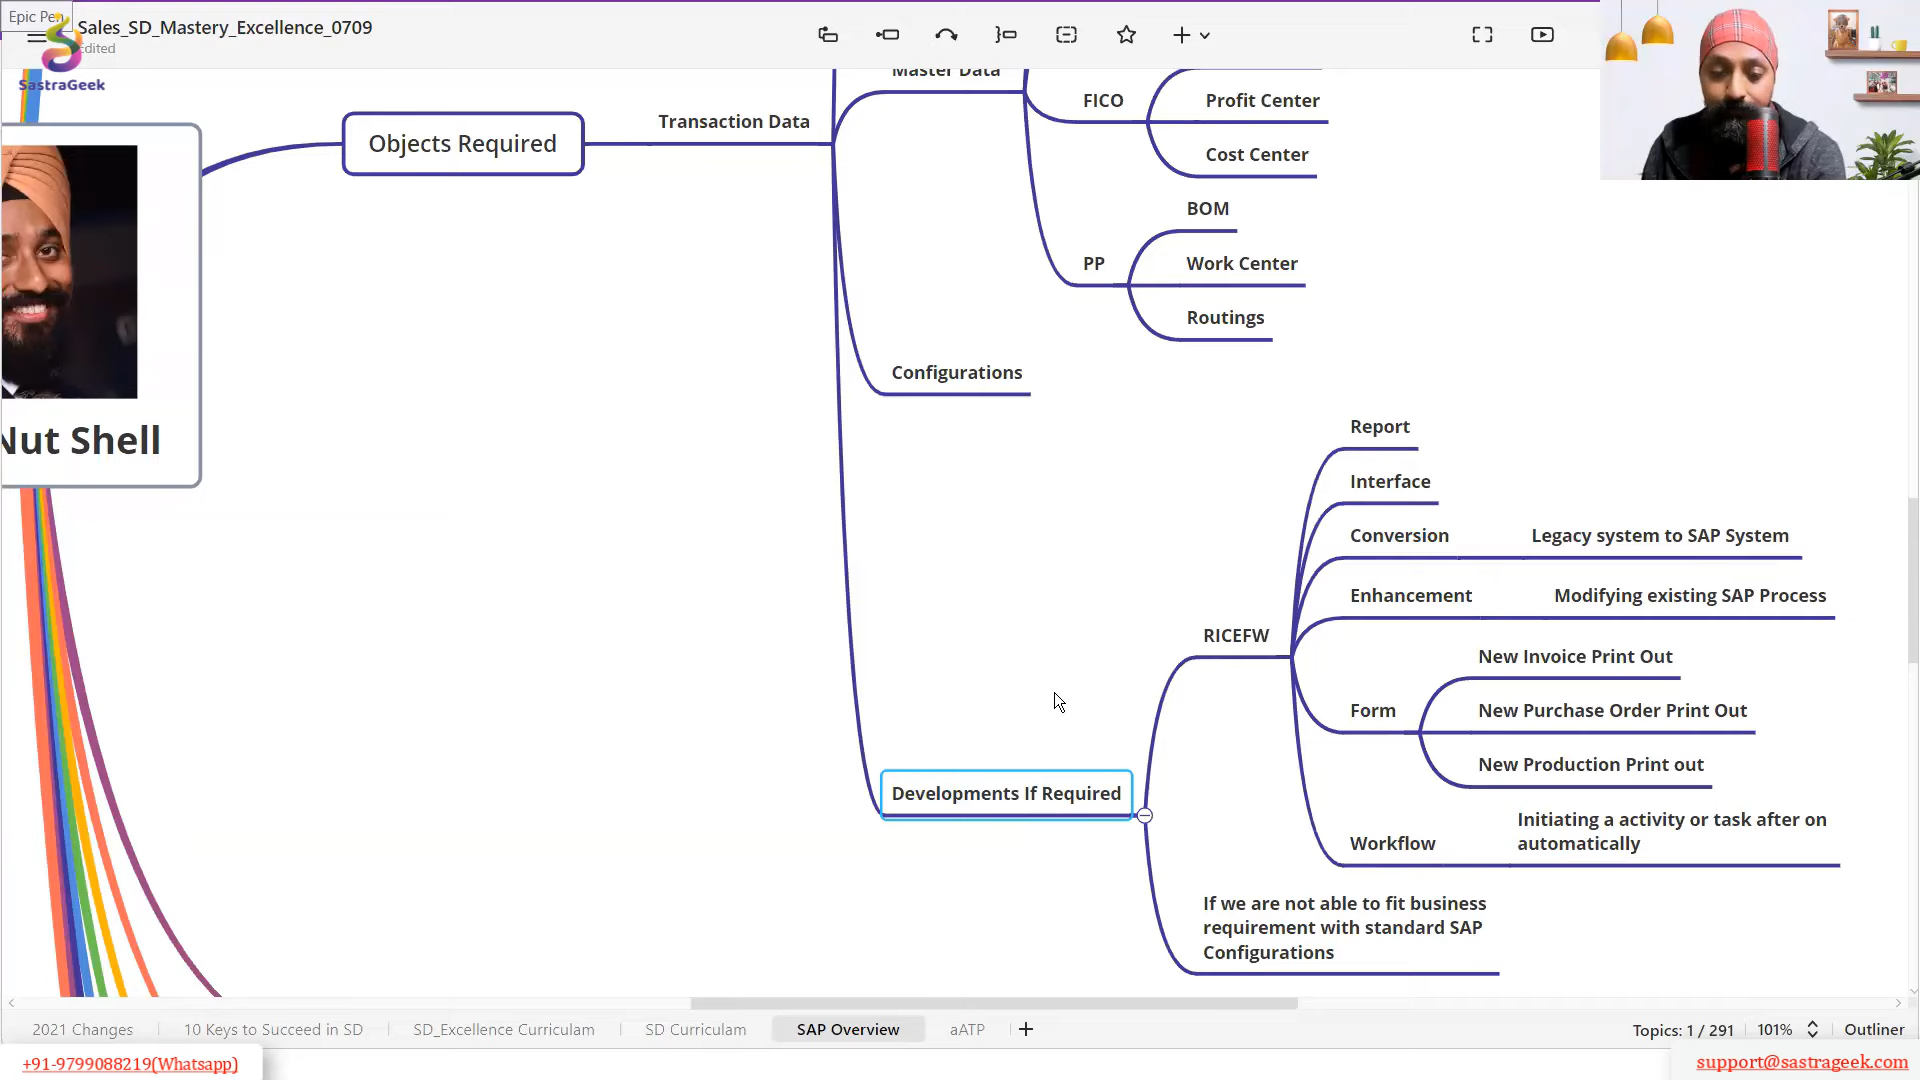 Epic Pen
Sales_SD_Mastery_Excellence_0709
Edited
SastraGeek
Nut Shell
Objects Required
Transaction Data
Master Data
FICO
Profit Center
Cost Center
PP
BOM
Work Center
Routings
Configurations
Developments If Required
RICEFW
Report
Interface
Conversion
Legacy system to SAP System
Enhancement
Modifying existing SAP Process
Form
New Invoice Print Out
New Purchase Order Print Out
New Production Print out
Workflow
Initiating a activity or task after on
automatically
If we are not able to fit business
requirement with standard SAP
Configurations
2021 Changes
10 Keys to Succeed in SD
SD_Excellence Curriculam
SD Curriculam
SAP Overview
aATP
Topics: 1 / 291
101%
Outliner
+91-9799088219(Whatsapp)
support@sastrageek.com